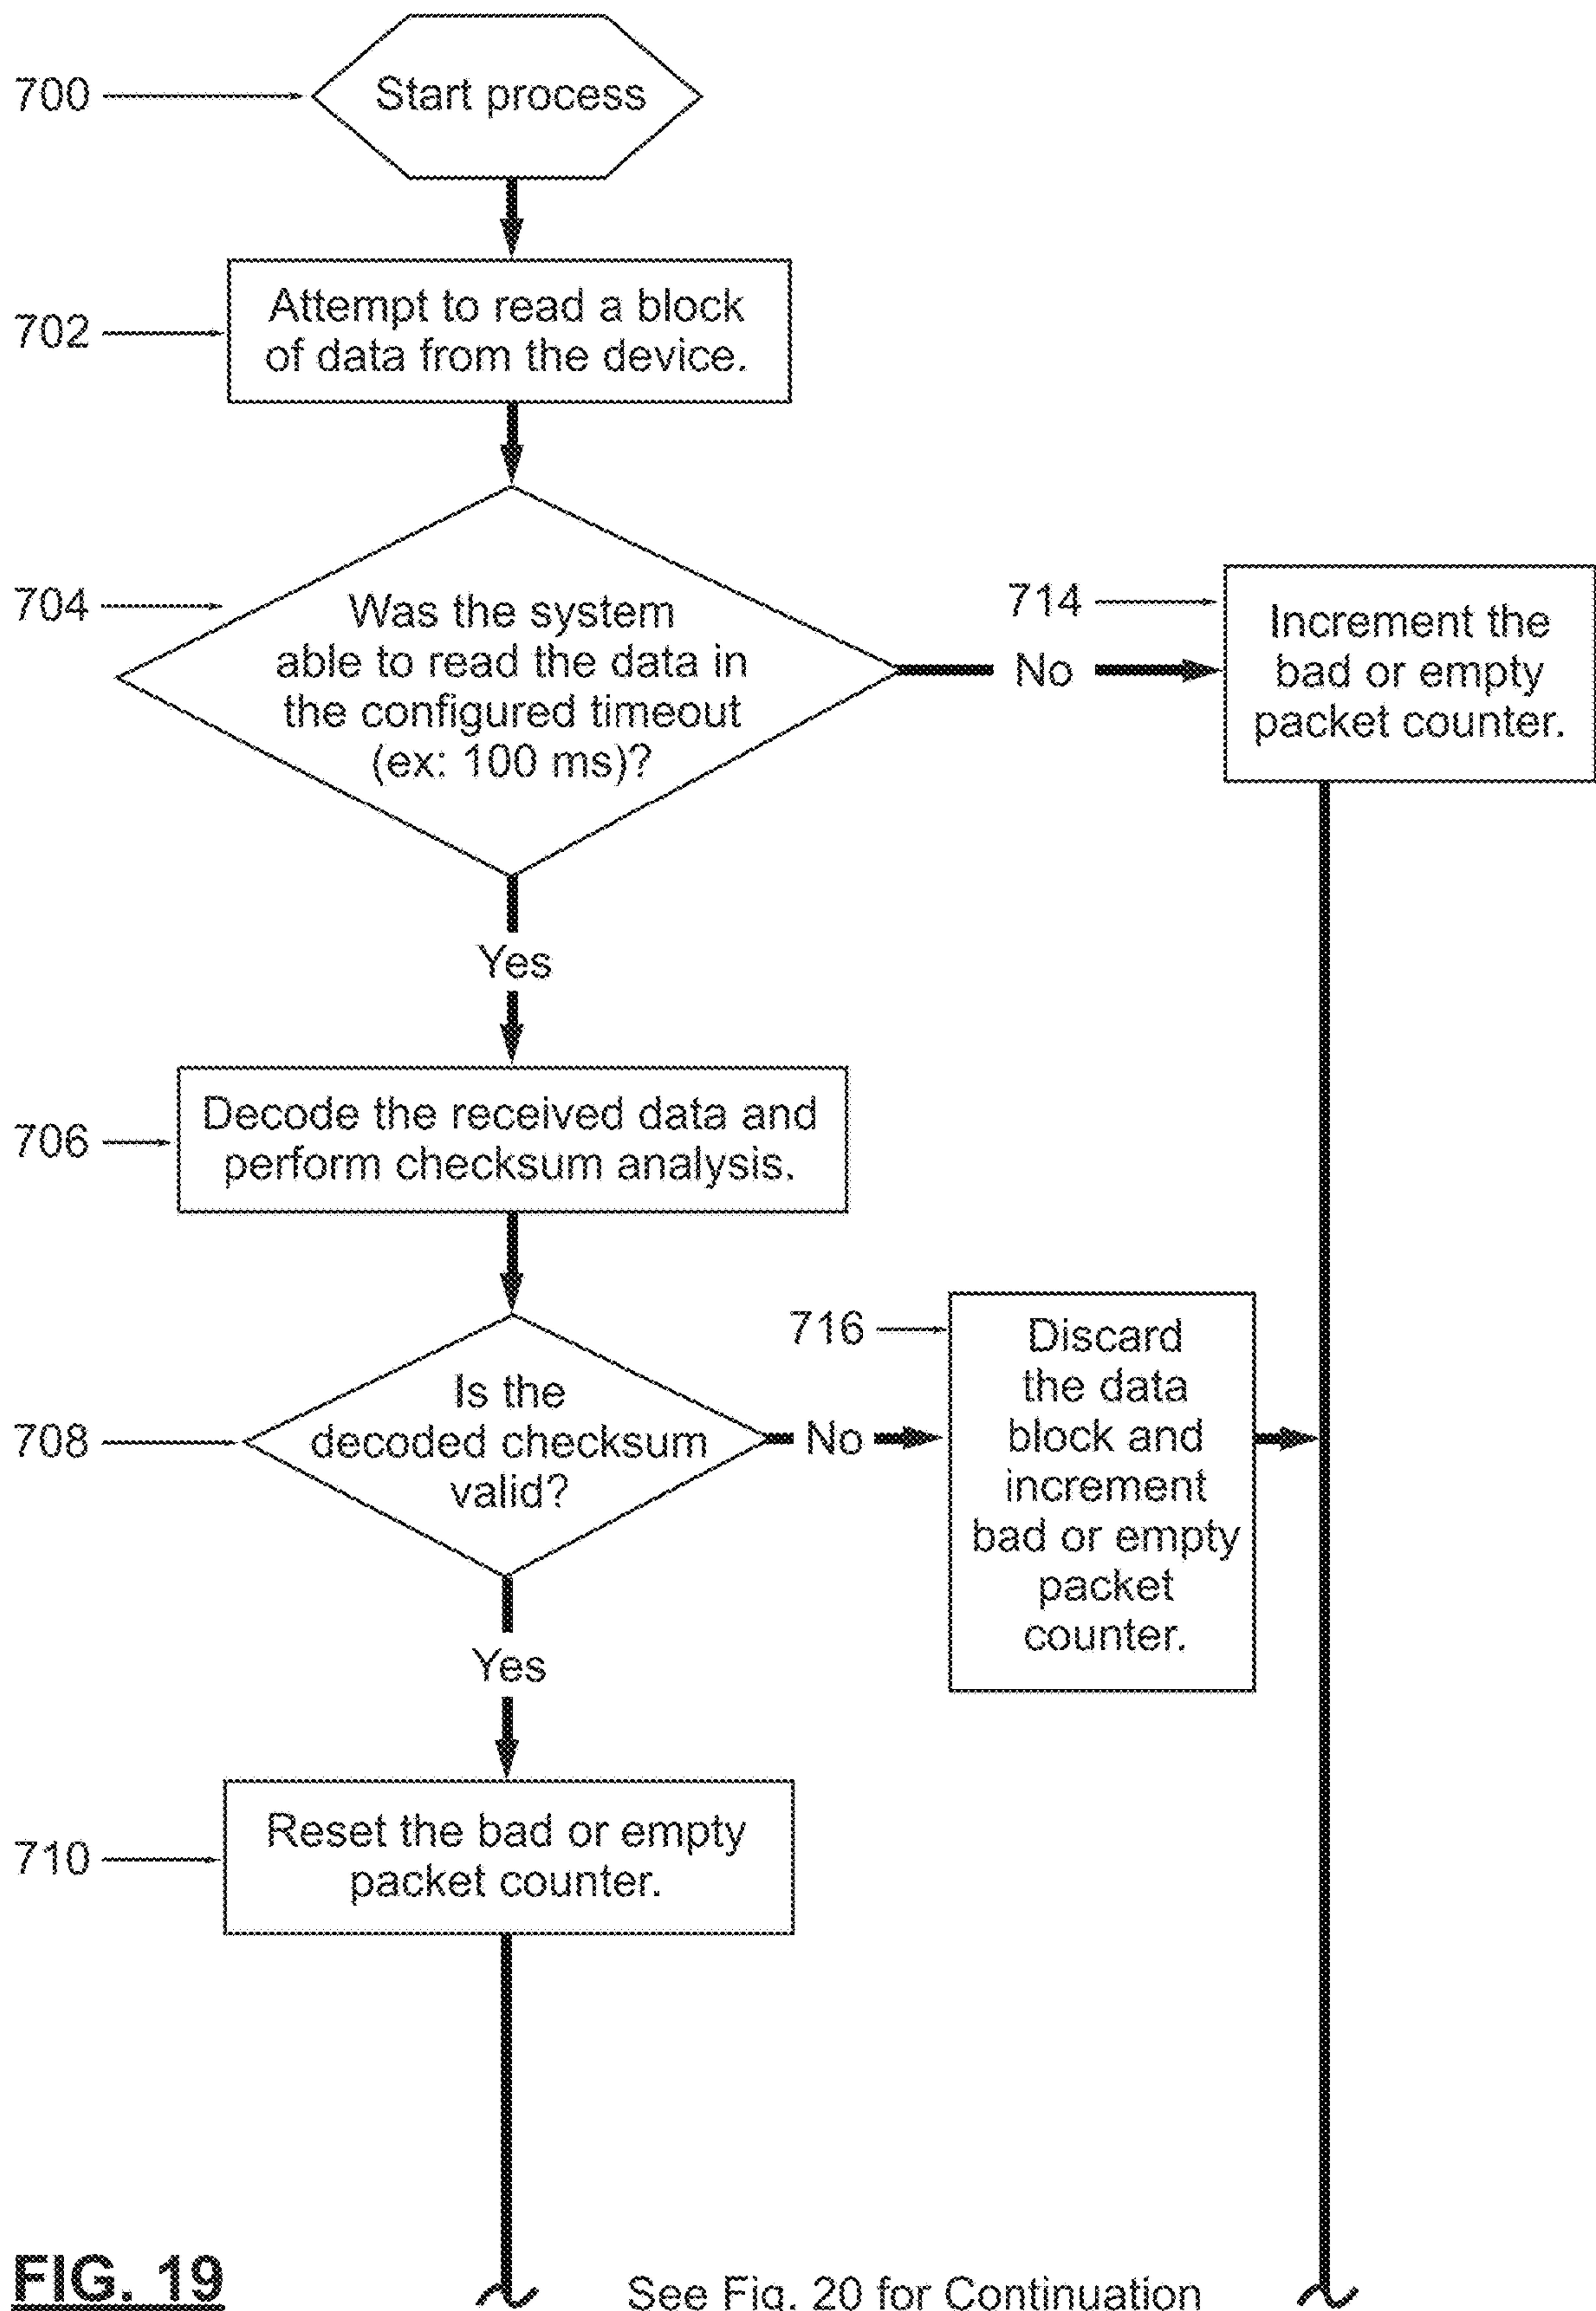 700
Start process
702
Attempt to read a block
of data from the device.
704
Was the system
able to read the data in
the configured timeout
(ex: 100 ms)?
No
714
Increment the
bad or empty
packet counter.
Yes
706
Decode the received data and
perform checksum analysis.
708
Is the
decoded checksum
valid?
No
716
Discard
the data
block and
increment
bad or empty
packet
counter.
Yes
710
Reset the bad or empty
packet counter.
FIG. 19
See Fig. 20 for Continuation